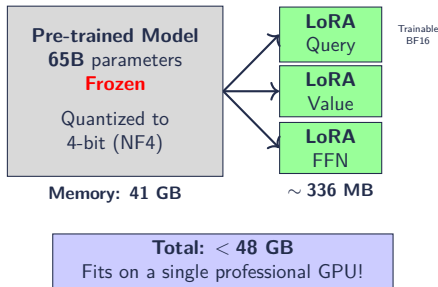 Pre-trained Model
65B parameters
Frozen
Quantized to
4-bit (NF4)
Memory: 41 GB
LoRA
Query
LoRA
Value
LoRA
FFN
Trainable
BF16
∼ 336 MB
Total: < 48 GB
Fits on a single professional GPU!